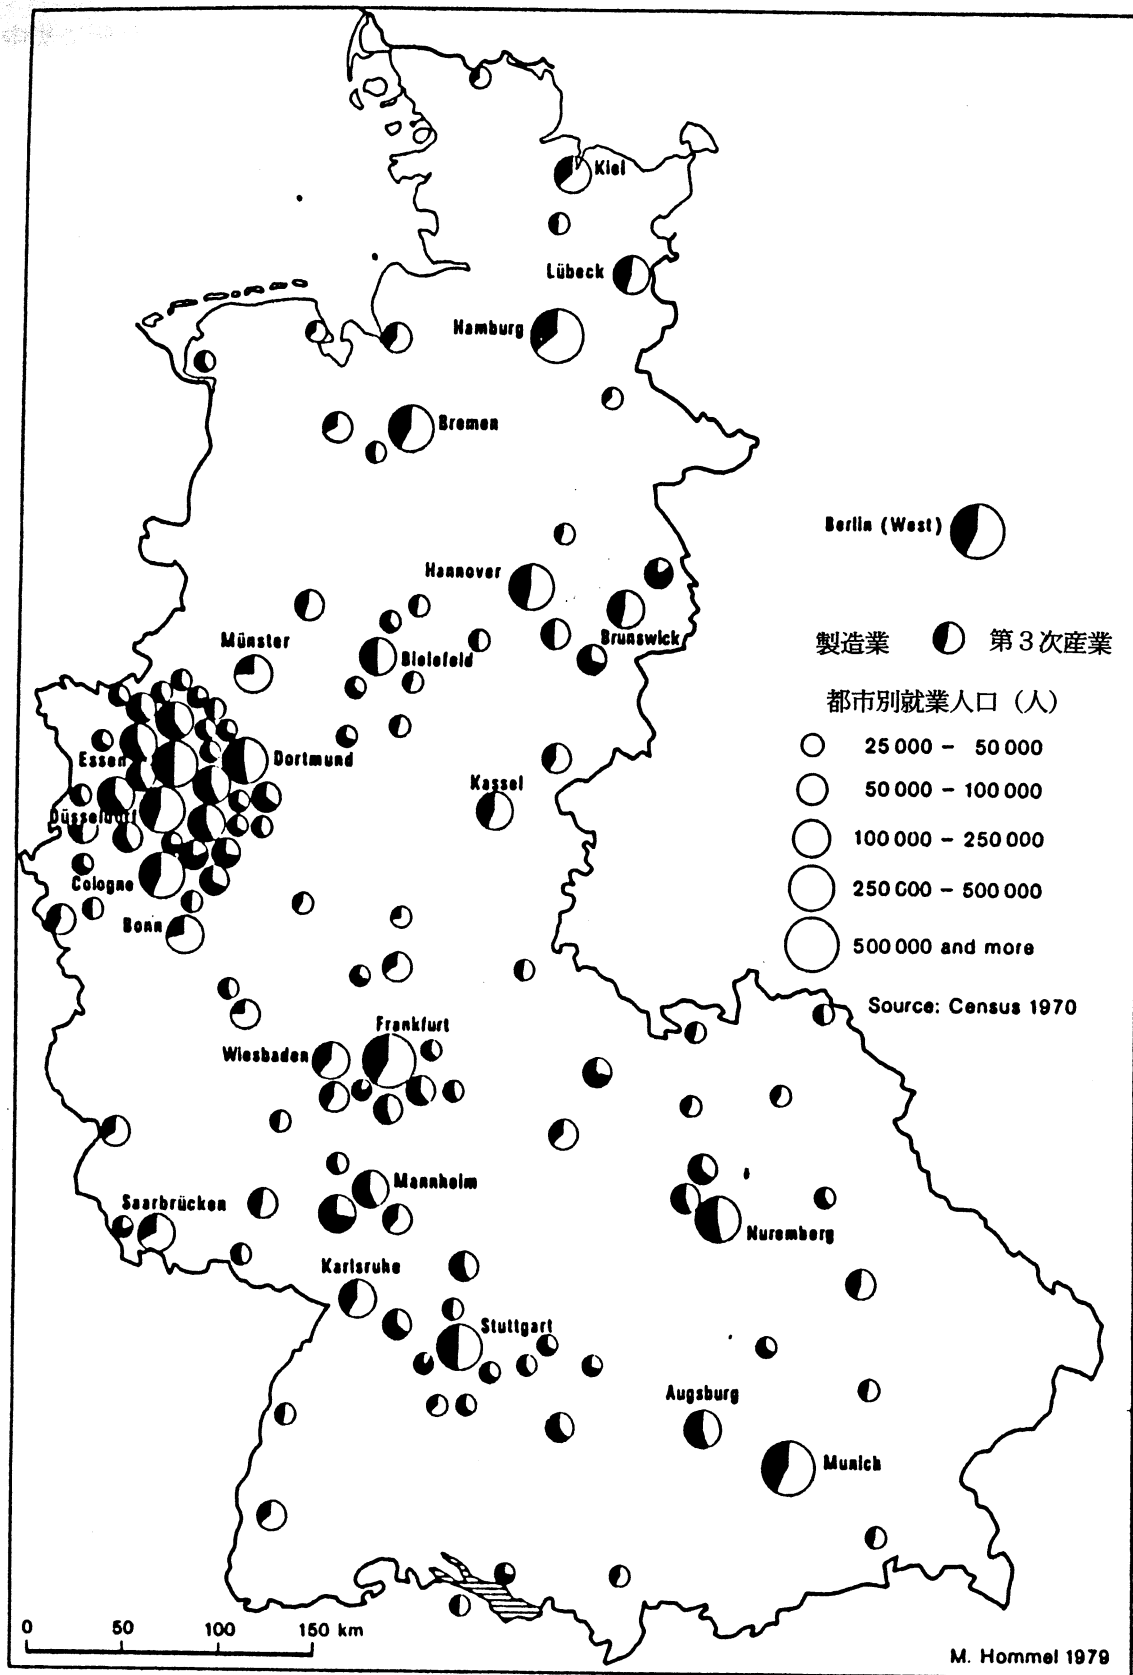 Kiel
Lübeck
Hamburg
Bremen
Berlin (West)
Hannover
Brunswick
製造業 第3次産業
Münster
Bielefeld
都市別就業人口（人）
25 000 – 50 000
Essen
Dortmund
Kassel
50 000 – 100 000
Düsseldorf
100 000 – 250 000
Cologne
250 000 – 500 000
Bonn
500 000 and more
Source: Census 1970
Frankfurt
Wiesbaden
Mannheim
Saarbrücken
Nuremberg
Karlsruhe
Stuttgart
Augsburg
Munich
0 50 100 150 km
M. Hommel 1979